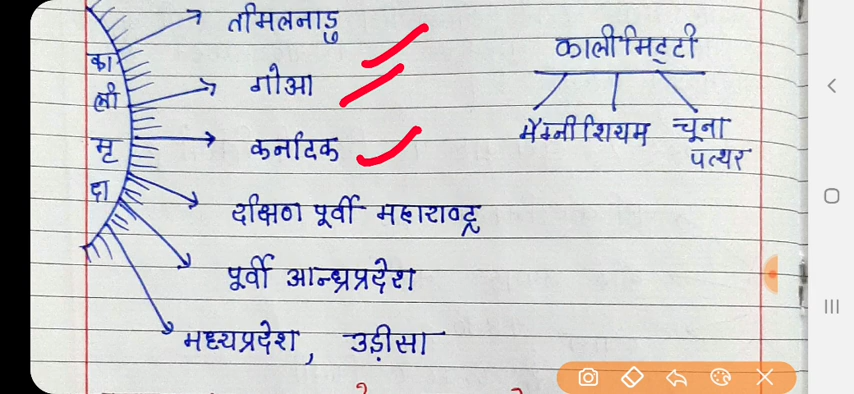 काली मृदा
तमिलनाडु
गोआ
कर्नाटक
दक्षिण पूर्वी महाराष्ट्र
पूर्वी आन्ध्रप्रदेश
मध्यप्रदेश, उड़ीसा
काली मिट्टी
मैग्नीशियम
चूना
पत्थर